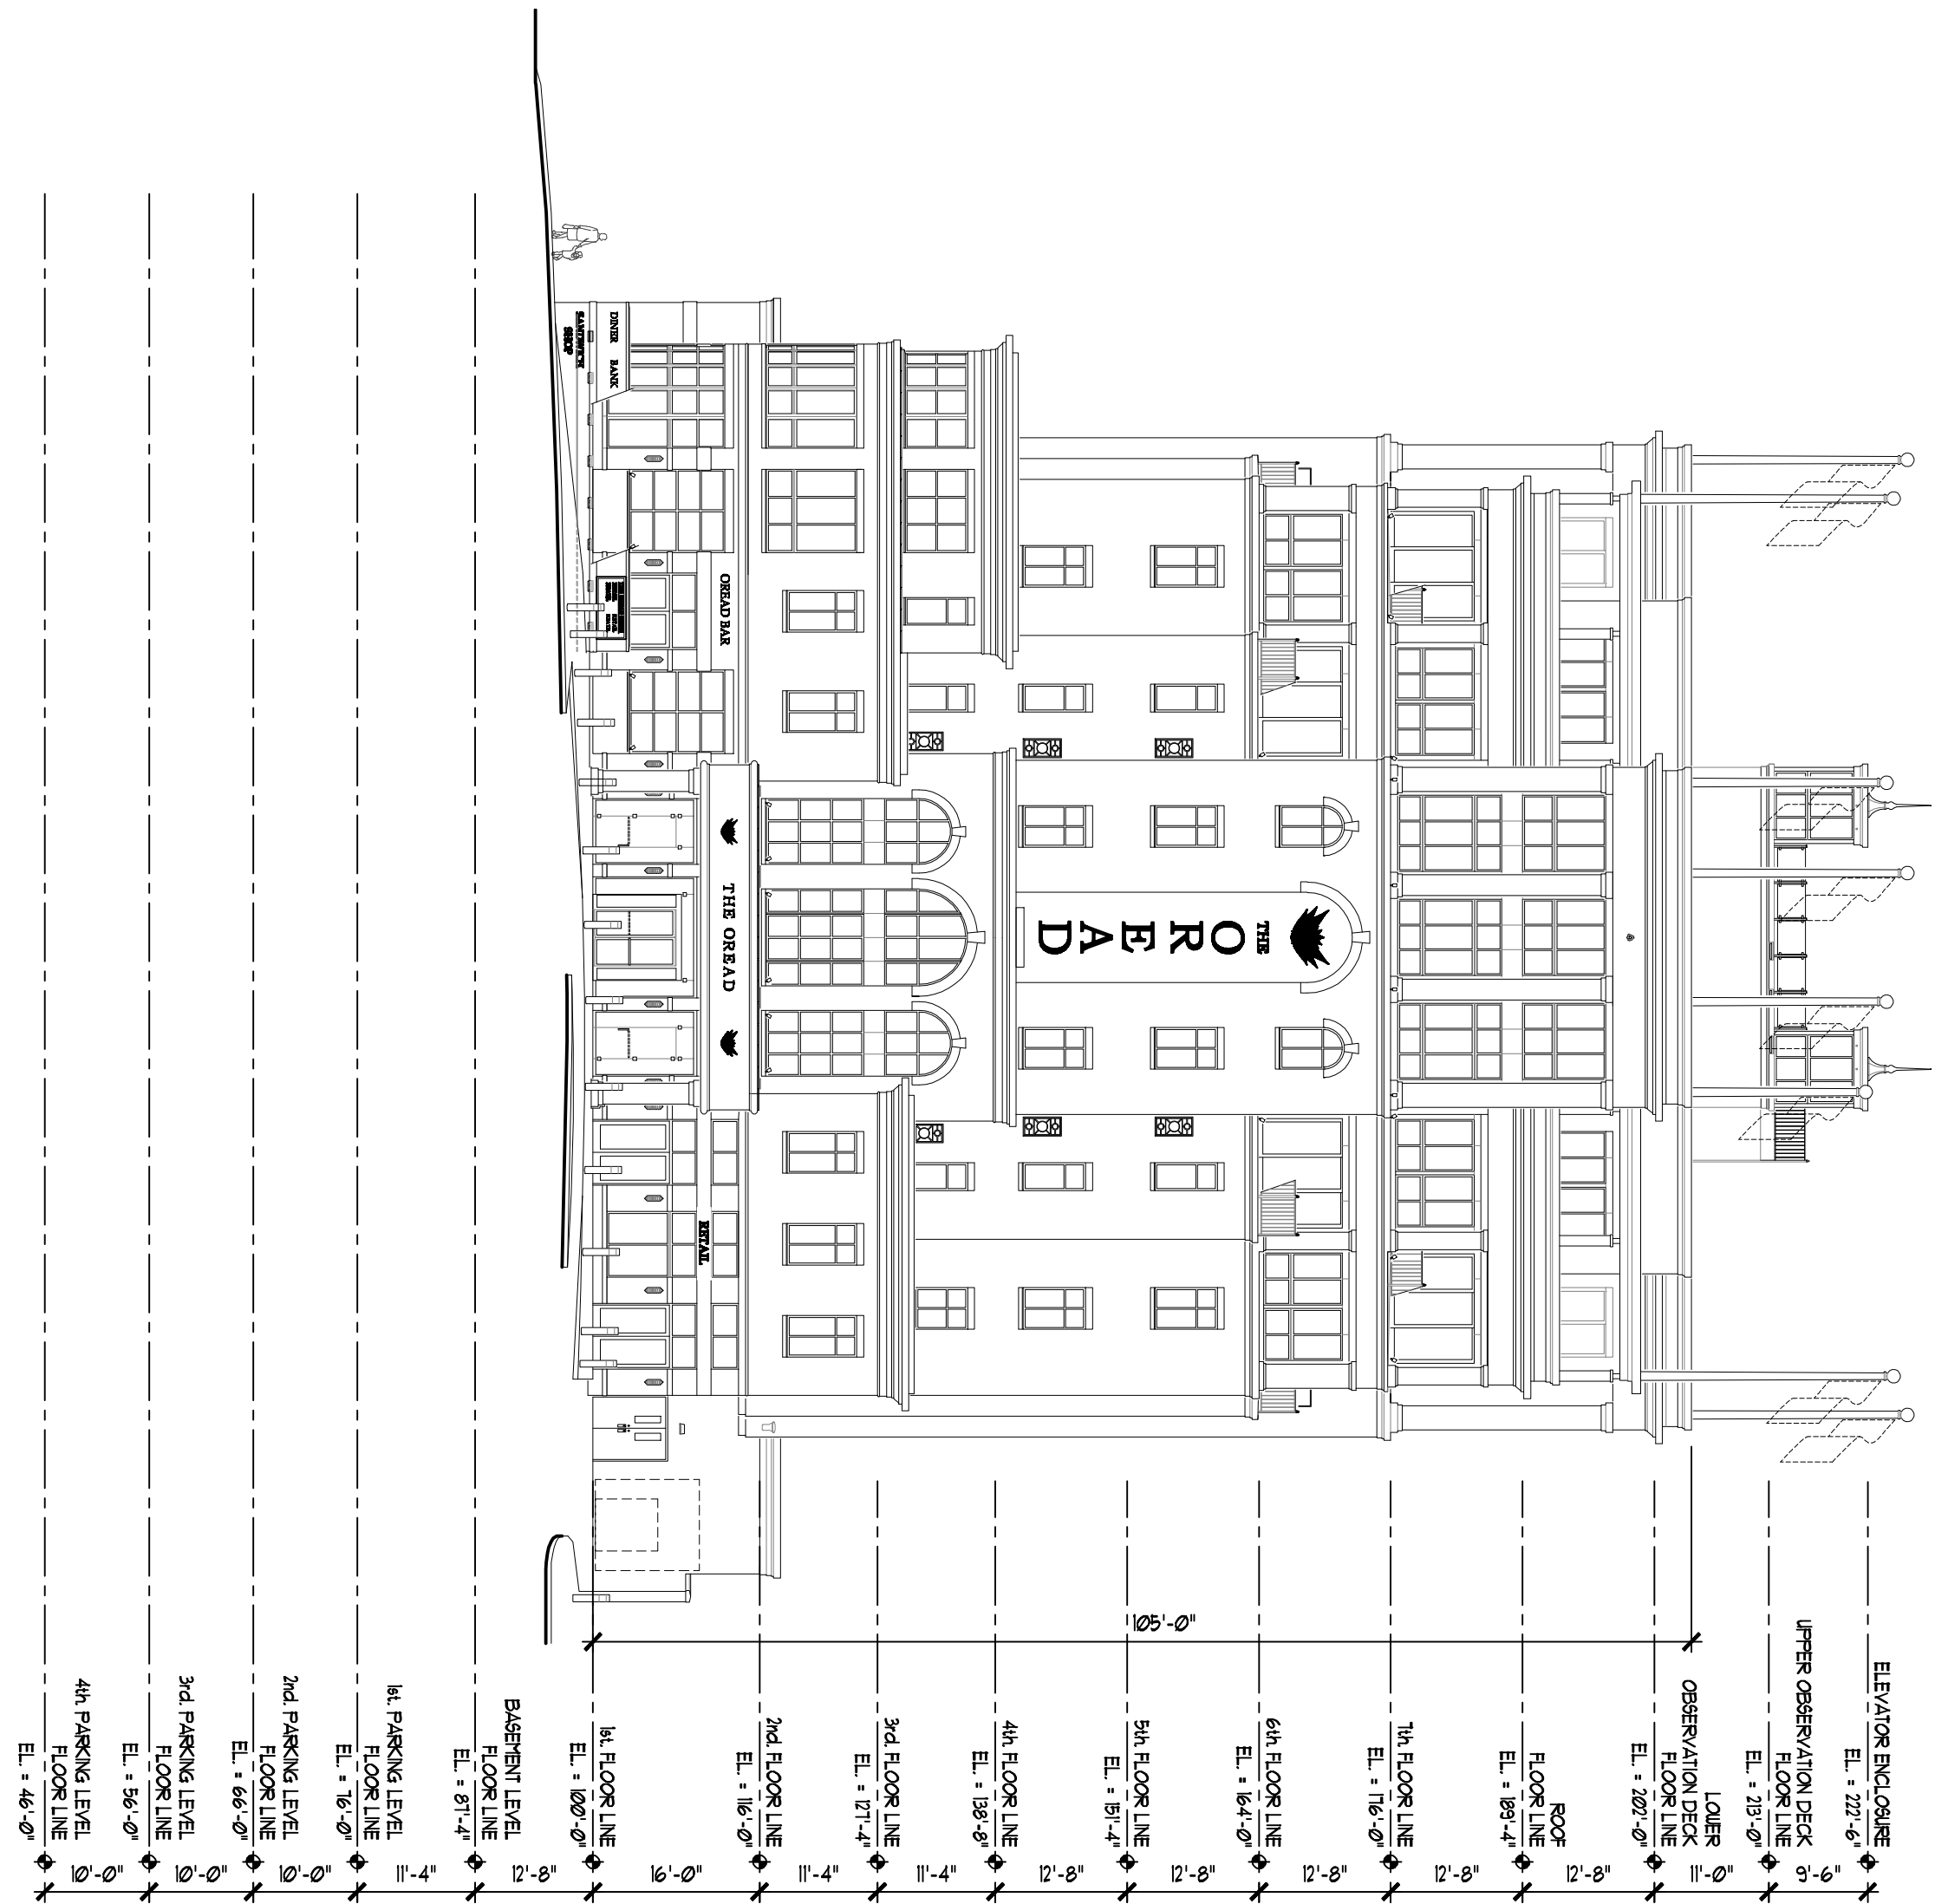 ELEVATOR ENCLOSURE
EL. = 222'-6"
9'-6"
UPPER OBSERVATION DECK
FLOOR LINE
EL. = 213'-0"
11'-0"
LOWER
OBSERVATION DECK
FLOOR LINE
EL. = 202'-0"
12'-8"
ROOF
FLOOR LINE
EL. = 189'-4"
12'-8"
7th FLOOR LINE
EL. = 176'-0"
12'-8"
6th FLOOR LINE
EL. = 164'-0"
12'-8"
5th FLOOR LINE
EL. = 151'-4"
12'-8"
4th FLOOR LINE
EL. = 138'-8"
11'-4"
3rd. FLOOR LINE
EL. = 127'-4"
11'-4"
2nd. FLOOR LINE
EL. = 116'-0"
16'-0"
1st. FLOOR LINE
EL. = 100'-0"
12'-8"
BASEMENT LEVEL
FLOOR LINE
EL. = 87'-4"
11'-4"
1st. PARKING LEVEL
FLOOR LINE
EL. = 76'-0"
10'-0"
2nd. PARKING LEVEL
FLOOR LINE
EL. = 66'-0"
10'-0"
3rd. PARKING LEVEL
FLOOR LINE
EL. = 56'-0"
10'-0"
4th PARKING LEVEL
FLOOR LINE
EL. = 46'-0"
105'-0"
THE
O
R
E
A
D
THE OREAD
OREAD BAR
RETAIL
DINER BANK
SANDWICH
SHOP